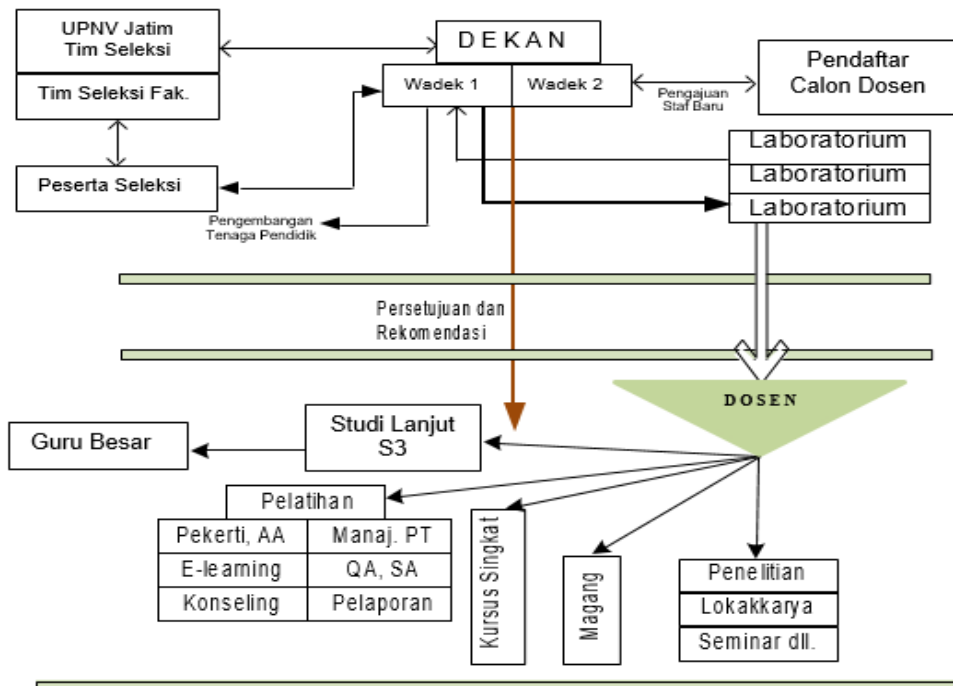 UPNV Jatim
Tim Seleksi
Tim Seleksi Fak.
Peserta Seleksi
D E K A N
Wadek 1
Wadek 2
Pengajuan
Staf Baru
Pendaftar
Calon Dosen
Laboratorium
Laboratorium
Laboratorium
Pengembangan
Tenaga Pendidik
Persetujuan dan
Rekomendasi
DOSEN
Guru Besar
Studi Lanjut
S3
Pelatihan
Pekerti, AA
Manaj. PT
E-learning
QA, SA
Konseling
Pelaporan
Kursus Singkat
Magang
Penelitian
Lokakkarya
Seminar dll.